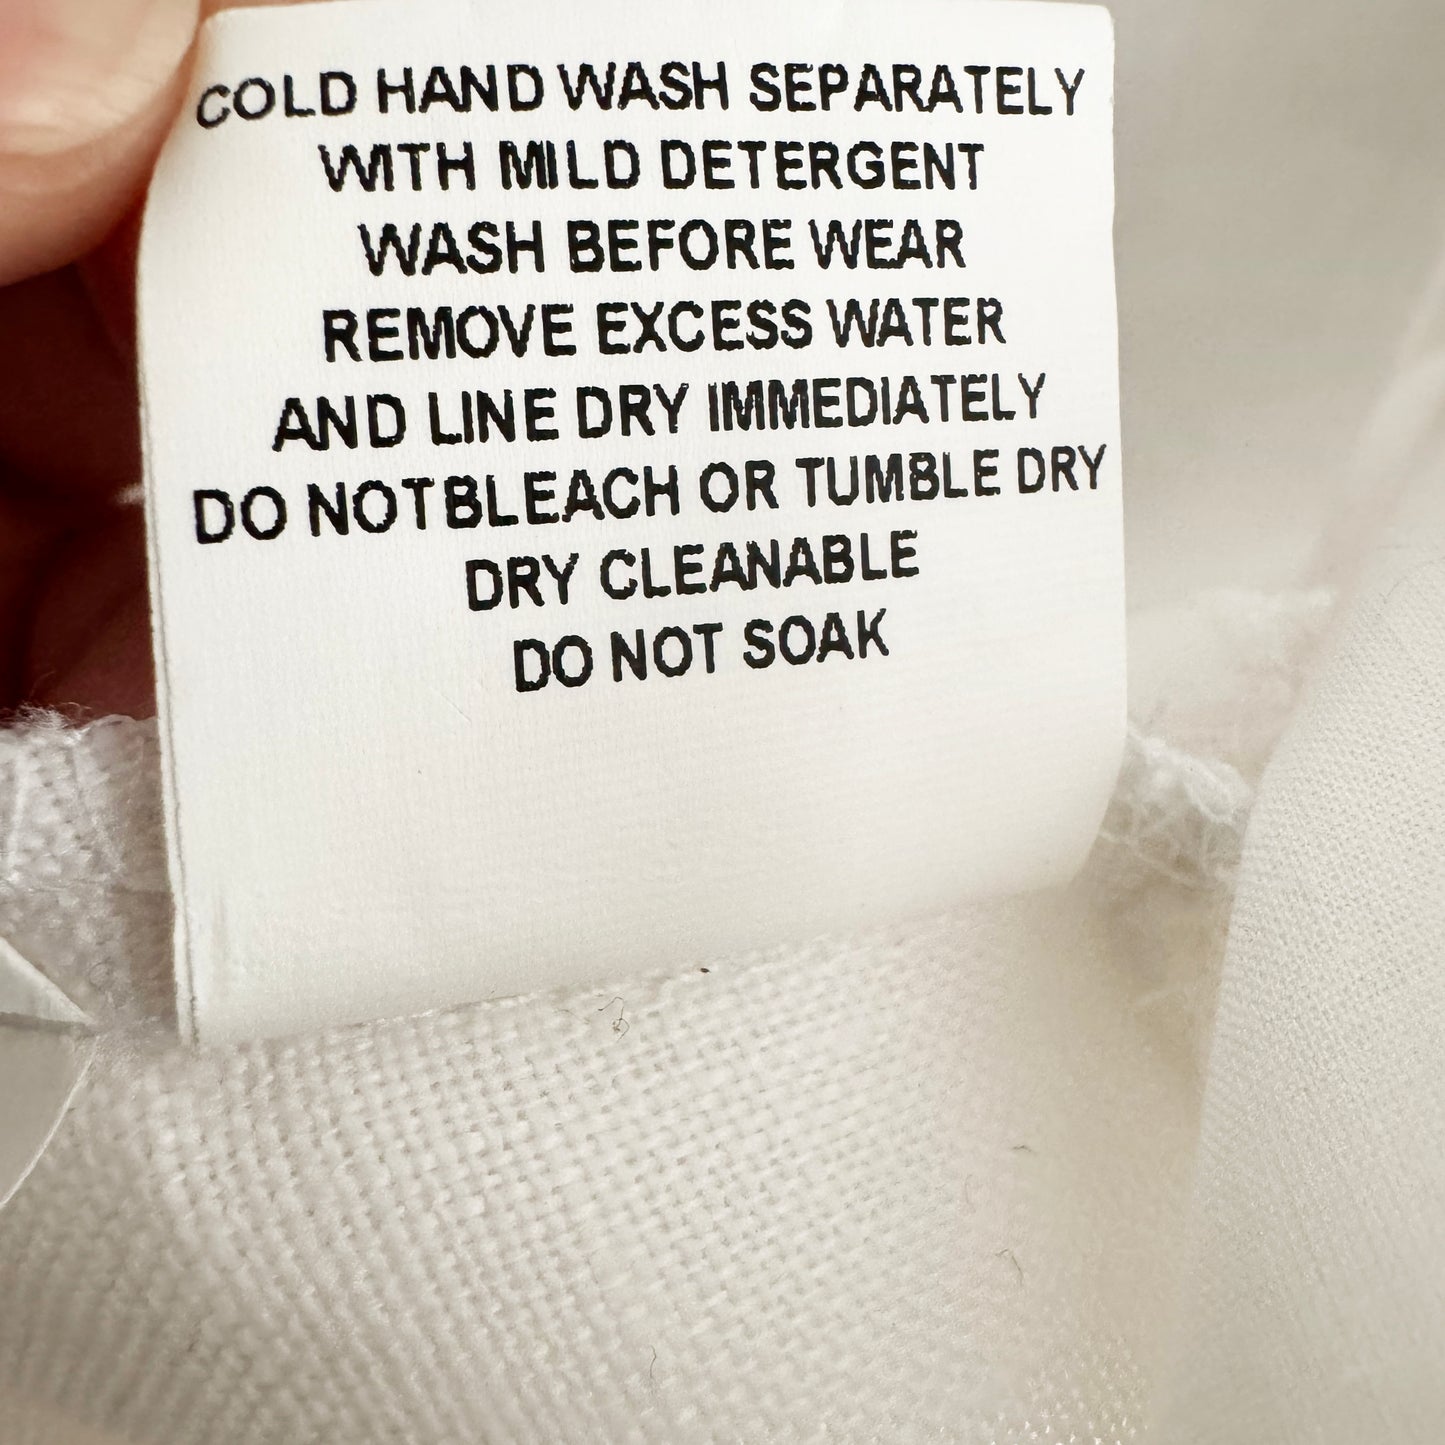 COLD HAND WASH SEPARATELY
WITH MILD DETERGENT
WASH BEFORE WEAR
REMOVE EXCESS WATER
AND LINE DRY IMMEDIATELY
DO NOTBLEACH OR TUMBLE DRY
DRY CLEANABLE
DO NOT SOAK